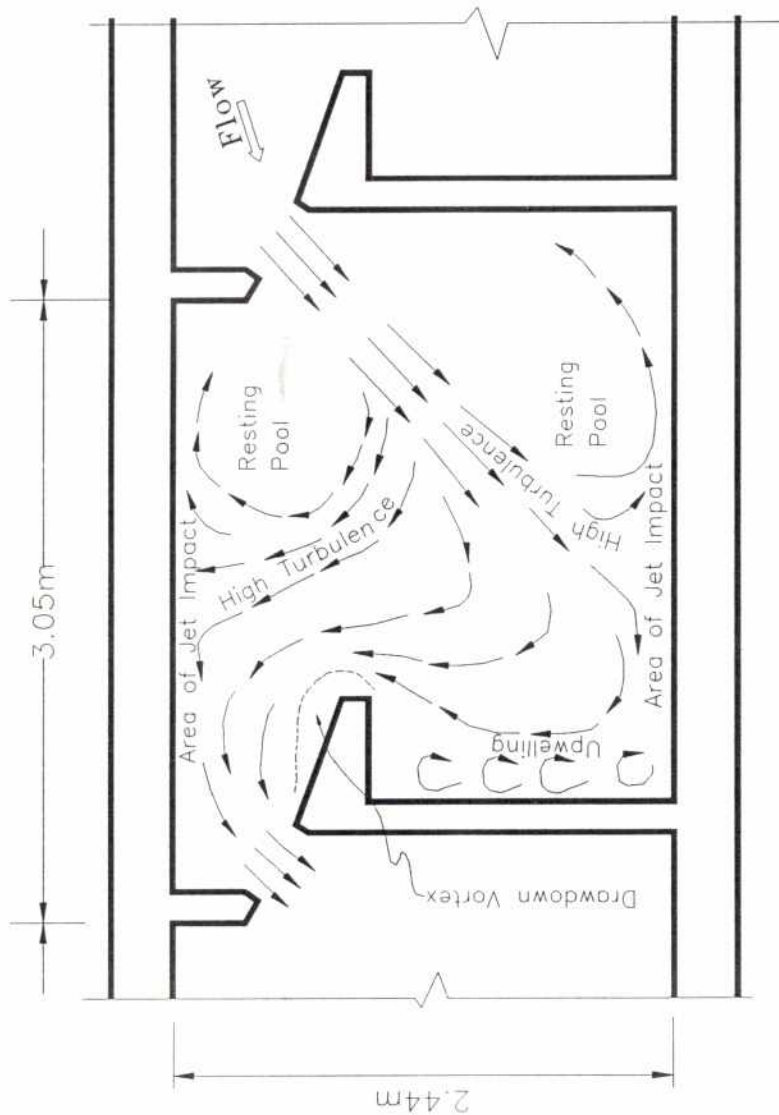 3.05m
Flow
Area of Jet Impact
Resting
Pool
High Turbulence
High Turbulence
Resting
Pool
Area of Jet Impact
Upwelling
Drawdown Vortex
2.44m